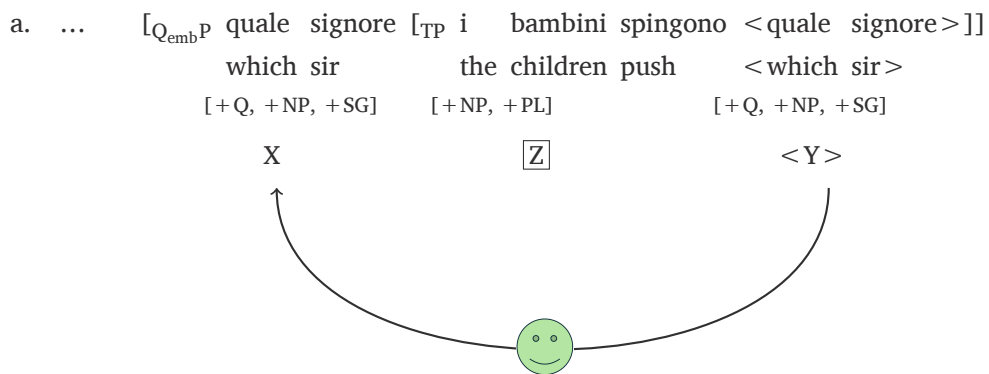 a. ... [Q_emb P quale signore [TP i bambini spingono <quale signore>]]
which sir the children push <which sir>
[+Q, +NP, +SG] [+NP, +PL] [+Q, +NP, +SG]
X Z <Y>